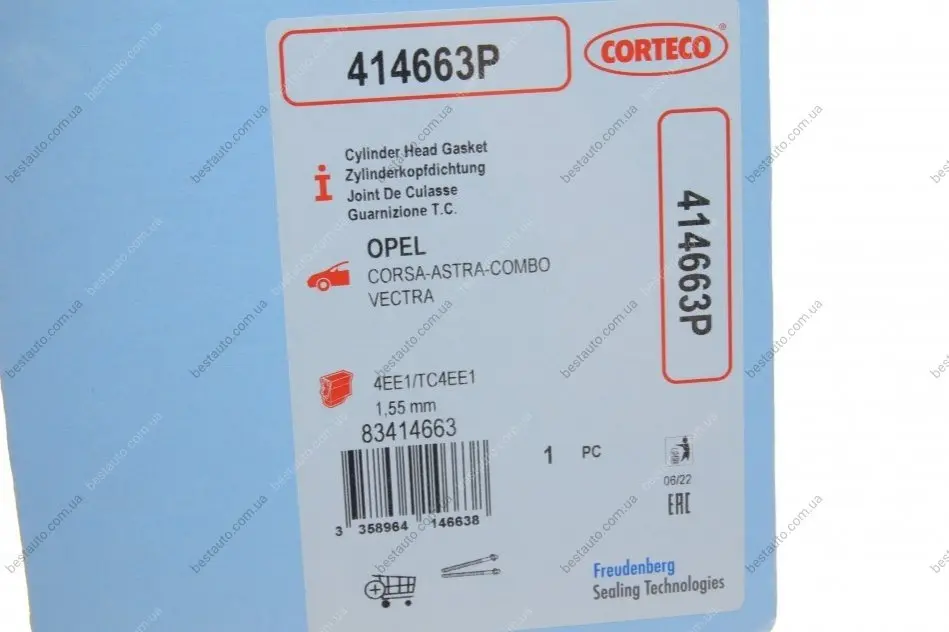 414663P
CORTECO®
Cylinder Head Gasket
Zylinderkopfdichtung
Joint De Culasse
Guarnizione T.C.
OPEL
CORSA-ASTRA-COMBO
VECTRA
414663P
4EE1/TC4EE1
1,55 mm
83414663
3 358964 146638
1 PC
06/22
EAC
Freudenberg
Sealing Technologies
bestauto.com.ua